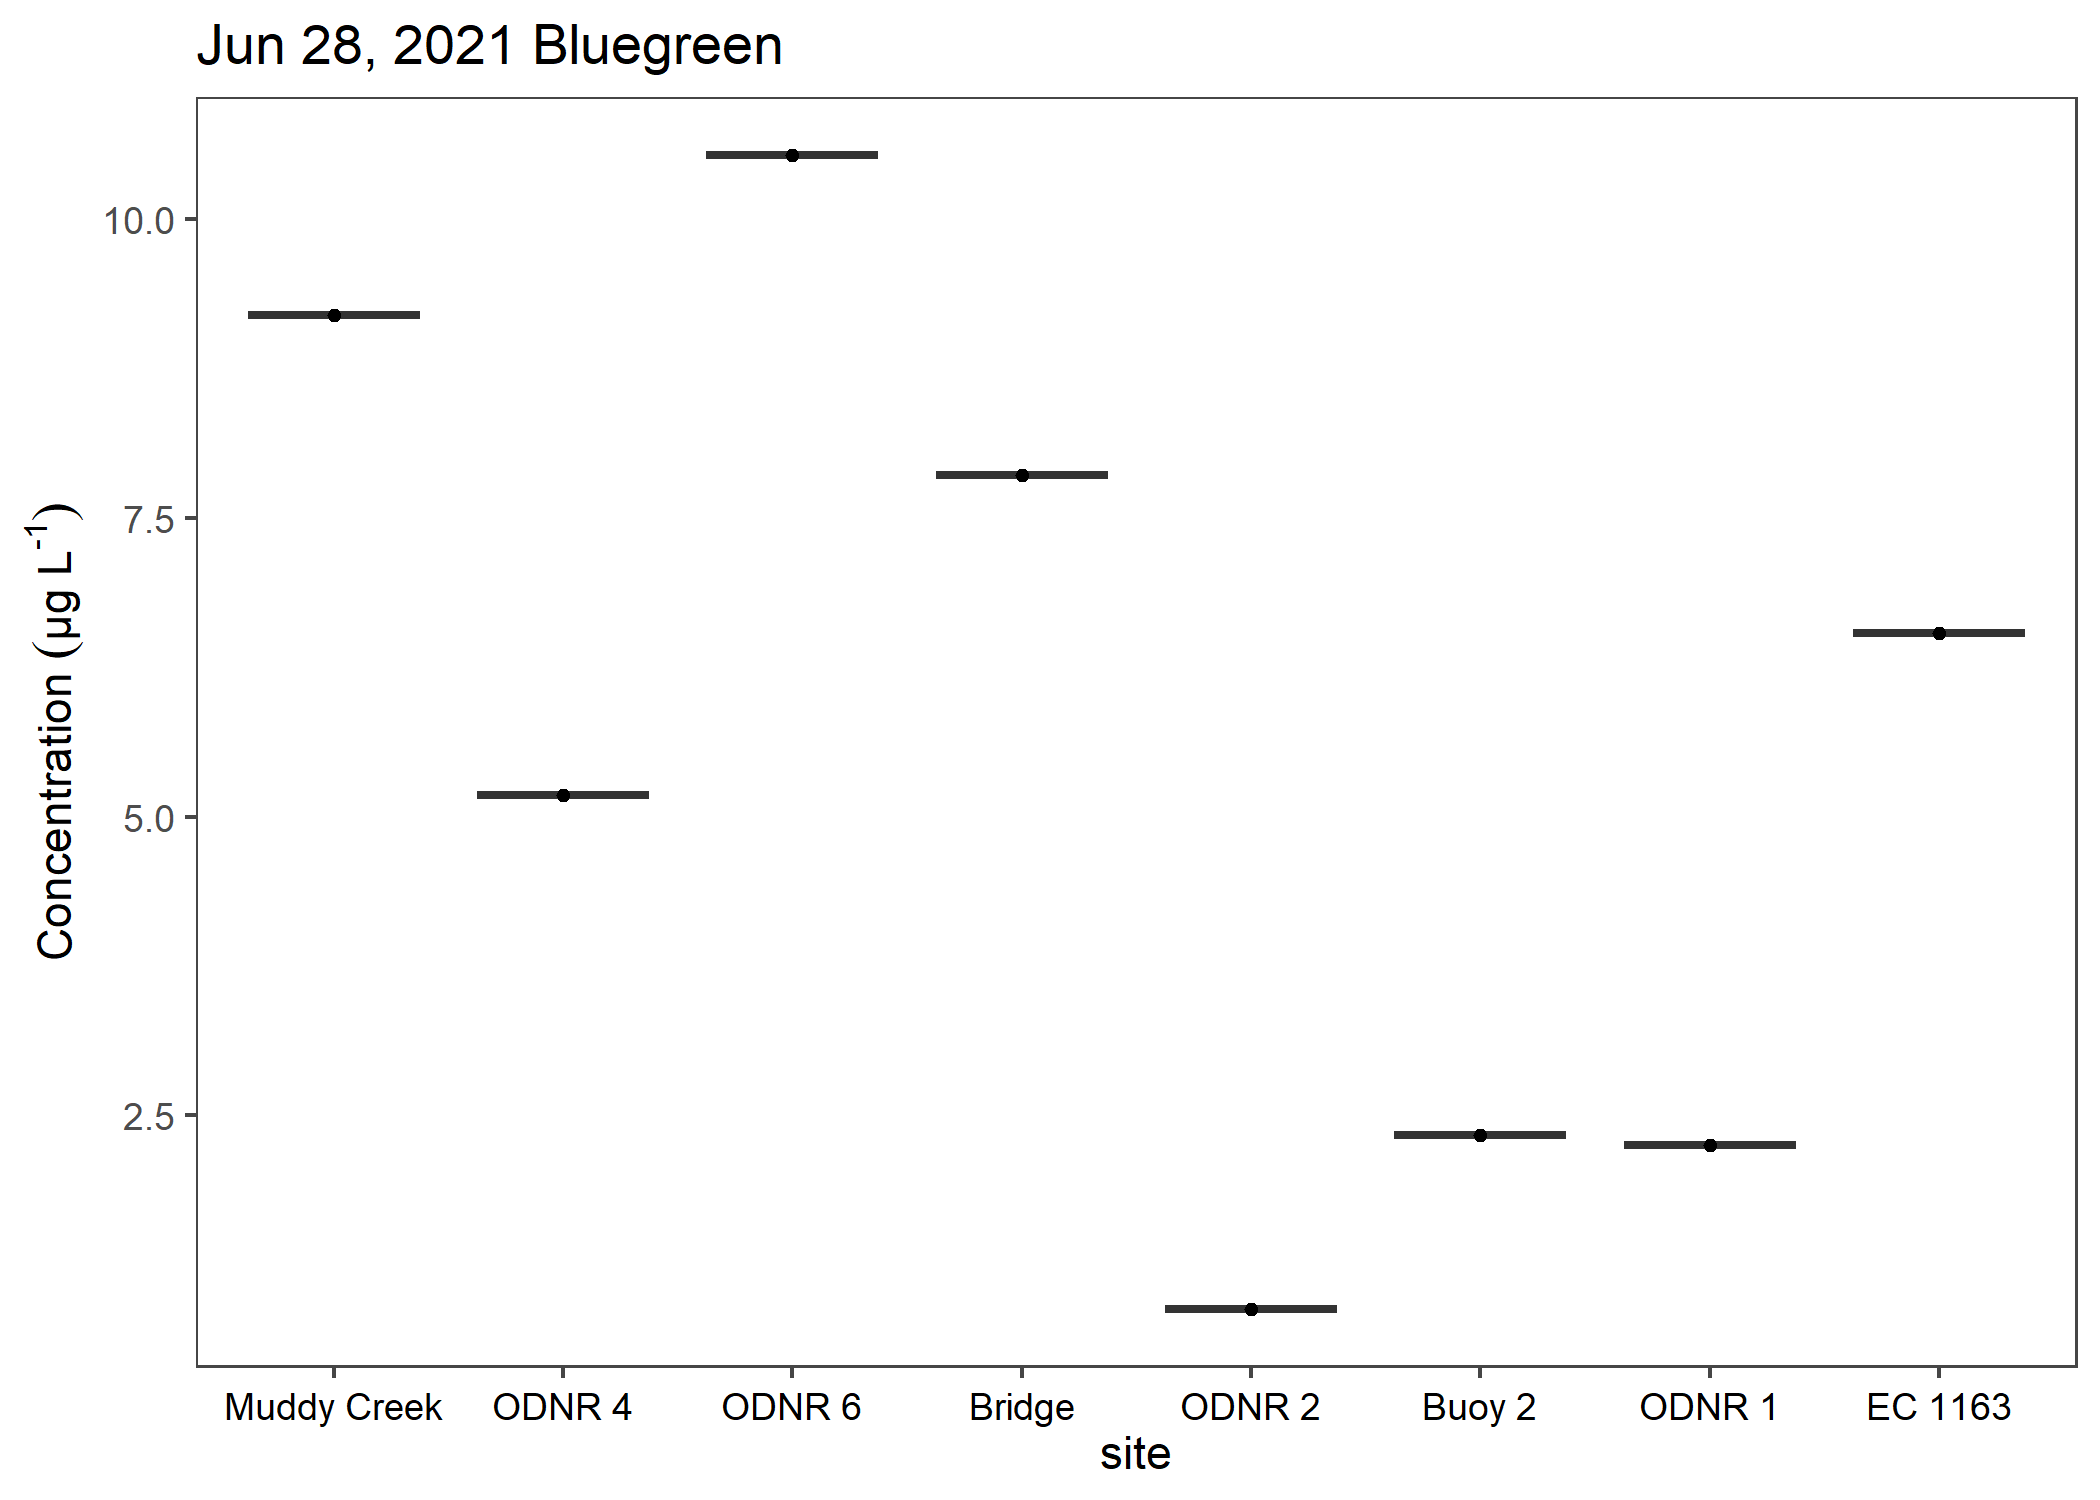 Jun 28, 2021 Bluegreen
Concentration (µg L-1)
10.0
7.5
5.0
2.5
Muddy Creek ODNR 4 ODNR 6 Bridge ODNR 2 Buoy 2 ODNR 1 EC 1163
site